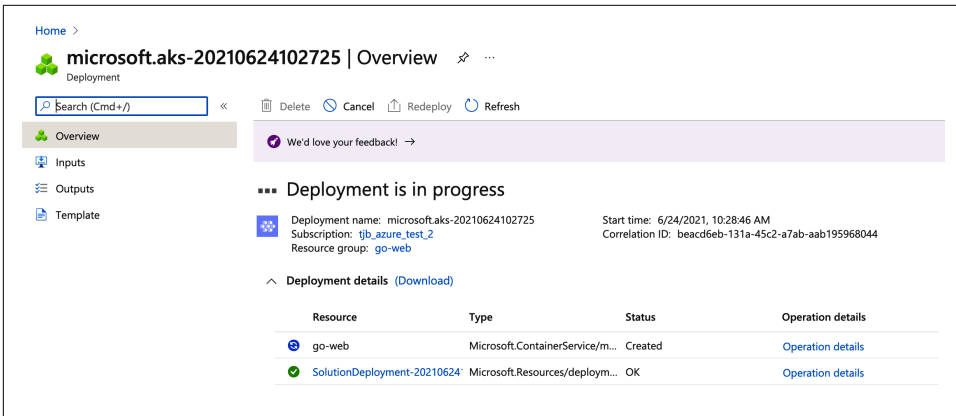 Home >
microsoft.aks-20210624102725 | Overview ...
Deployment
Search (Cmd+/) «
Delete Cancel Redeploy Refresh
Overview
We'd love your feedback! →
Inputs
Outputs
Template
Deployment is in progress
Deployment name: microsoft.aks-20210624102725 Start time: 6/24/2021, 10:28:46 AM
Subscription: tjb_azure_test_2 Correlation ID: beacd6eb-131a-45c2-a7ab-aab195968044
Resource group: go-web
Deployment details (Download)
Resource Type Status Operation details
go-web Microsoft.ContainerService/m... Created Operation details
SolutionDeployment-20210624 Microsoft.Resources/deploym... OK Operation details